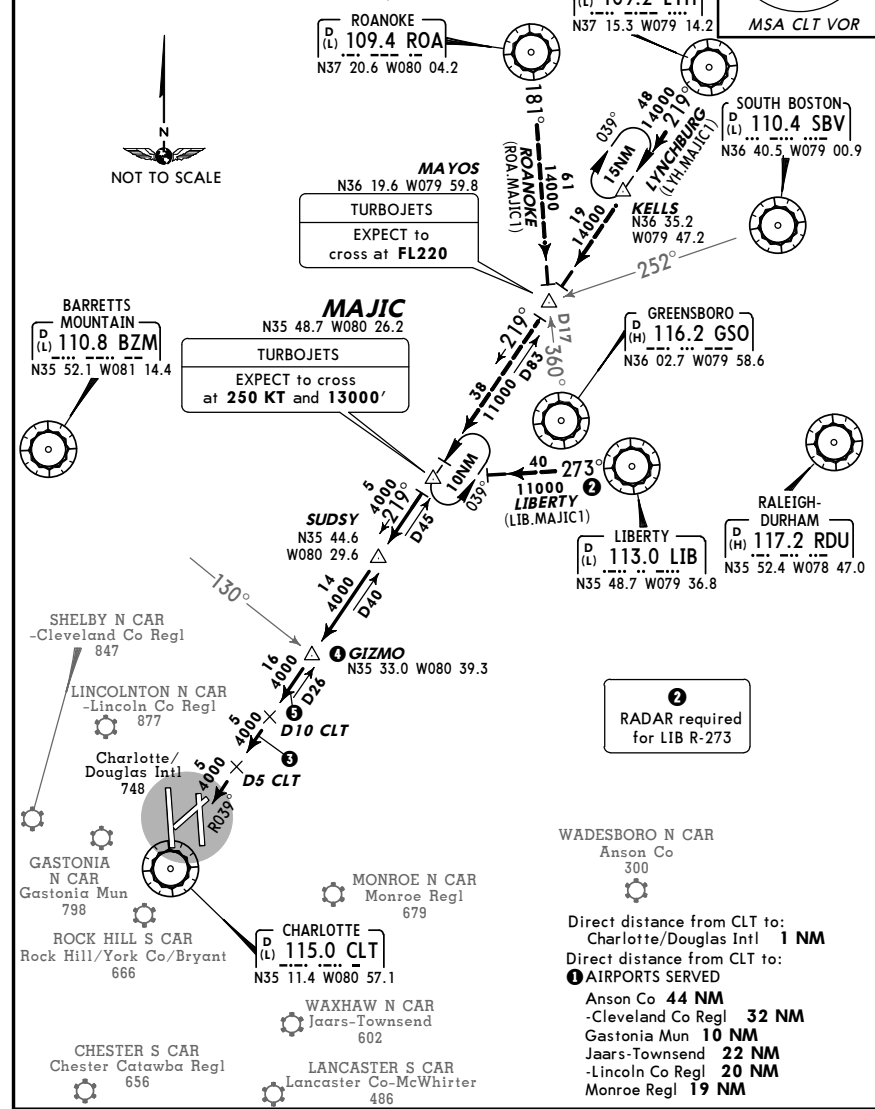 ROANOKE
D
(L) 109.4 ROA
N37 20.6 W080 04.2
N37 15.3 W079 14.2
MSA CLT VOR
N
NOT TO SCALE
SOUTH BOSTON
D
(L) 110.4 SBV
N36 40.5 W079 00.9
181°
ROANOKE
(ROA.MAJIC1)
61
14000
48
14000
219°
LYNCHBURG
(LYH.MAJIC1)
039°
15NM
19
14000
KELLS
N36 35.2
W079 47.2
MAYOS
N36 19.6 W079 59.8
TURBOJETS
EXPECT to
cross at FL220
252°
D17
360°
GREENSBORO
D
(H) 116.2 GSO
N36 02.7 W079 58.6
BARRETTS
MOUNTAIN
D
(L) 110.8 BZM
N35 52.1 W081 14.4
MAJIC
N35 48.7 W080 26.2
TURBOJETS
EXPECT to cross
at 250 KT and 13000'
219°
38
11000
D83
10NM
039°
40
273°
11000
2
LIBERTY
(LIB.MAJIC1)
LIBERTY
D
(L) 113.0 LIB
N35 48.7 W079 36.8
RALEIGH-
DURHAM
D
(H) 117.2 RDU
N35 52.4 W078 47.0
5
4000
219°
D45
SUDSY
N35 44.6
W080 29.6
14
4000
D40
130°
4 GIZMO
N35 33.0 W080 39.3
16
4000
D26
5
D10 CLT
5
4000
3
D5 CLT
5
4000
R039°
2
RADAR required
for LIB R-273
SHELBY N CAR
-Cleveland Co Regl
847
LINCOLNTON N CAR
-Lincoln Co Regl
877
Charlotte/
Douglas Intl
748
GASTONIA
N CAR
Gastonia Mun
798
ROCK HILL S CAR
Rock Hill/York Co/Bryant
666
CHARLOTTE
D
(L) 115.0 CLT
N35 11.4 W080 57.1
MONROE N CAR
Monroe Regl
679
WADESBORO N CAR
Anson Co
300
WAXHAW N CAR
Jaars-Townsend
602
CHESTER S CAR
Chester Catawba Regl
656
LANCASTER S CAR
Lancaster Co-McWhirter
486
Direct distance from CLT to:
Charlotte/Douglas Intl 1 NM
Direct distance from CLT to:
1 AIRPORTS SERVED
Anson Co 44 NM
-Cleveland Co Regl 32 NM
Gastonia Mun 10 NM
Jaars-Townsend 22 NM
-Lincoln Co Regl 20 NM
Monroe Regl 19 NM